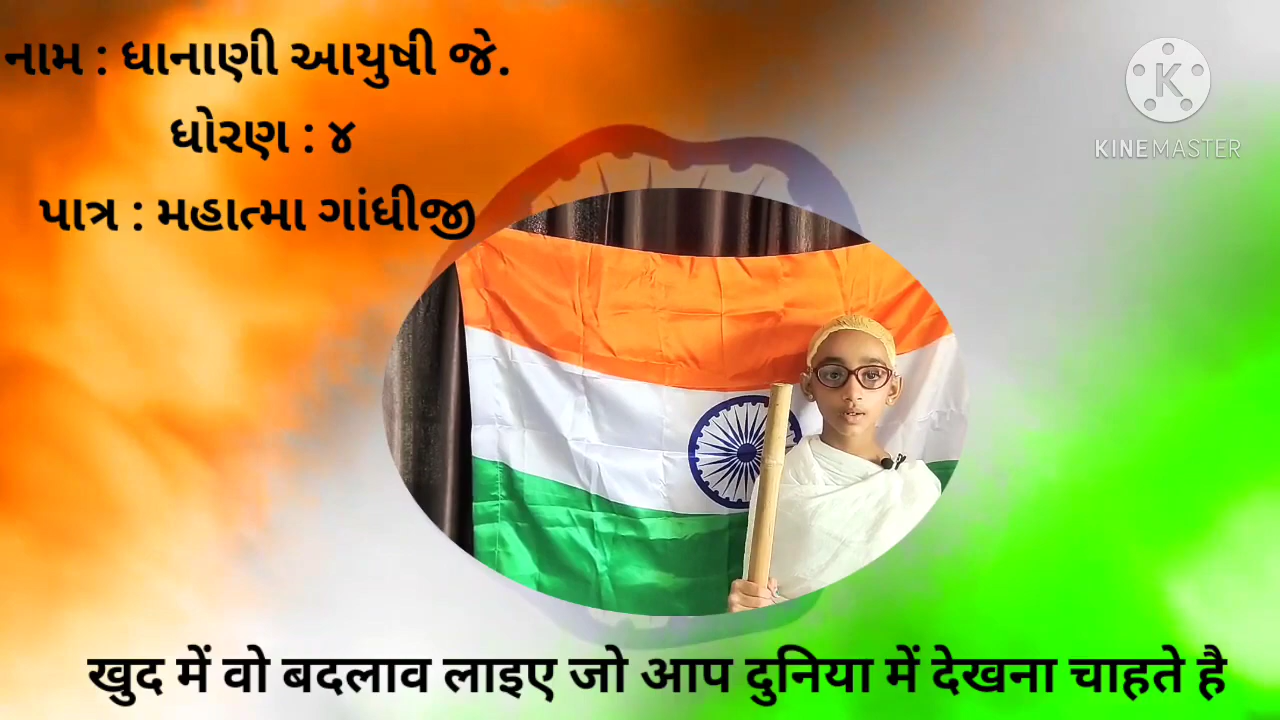 નામ : ધાનાણી આયુષી જે.
ધોરણ : ૪
પાત્ર : મહાત્મા ગાંધીજી
KINEMASTER
खुद में वो बदलाव लाइए जो आप दुनिया में देखना चाहते है